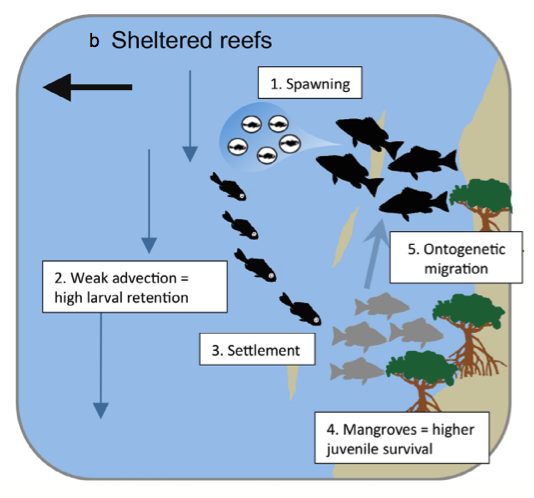 b Sheltered reefs
1. Spawning
2. Weak advection =
high larval retention
3. Settlement
4. Mangroves = higher
juvenile survival
5. Ontogenetic
migration